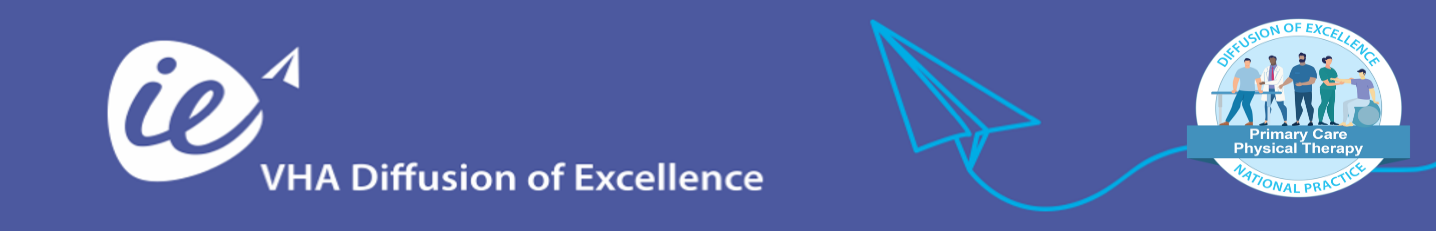 ie
VHA Diffusion of Excellence
DIFFUSION OF EXCELLENCE
Primary Care
Physical Therapy
NATIONAL PRACTICE